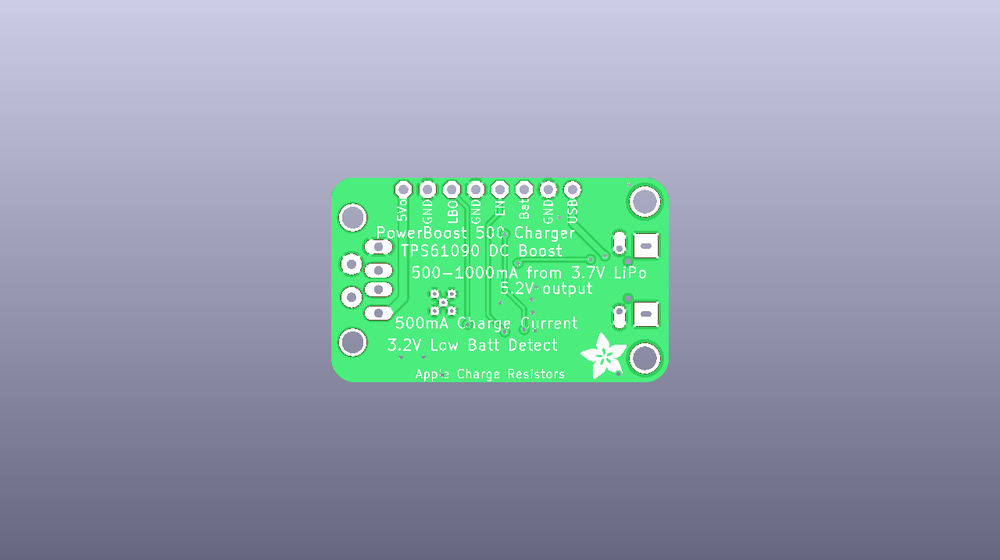 5Vo GND LBO GND EN Bat GND USB
PowerBoost 500 Charger
TPS61090 DC Boost
500-1000mA from 3.7V LiPo
5.2V output
500mA Charge Current
3.2V Low Batt Detect
Apple Charge Resistors